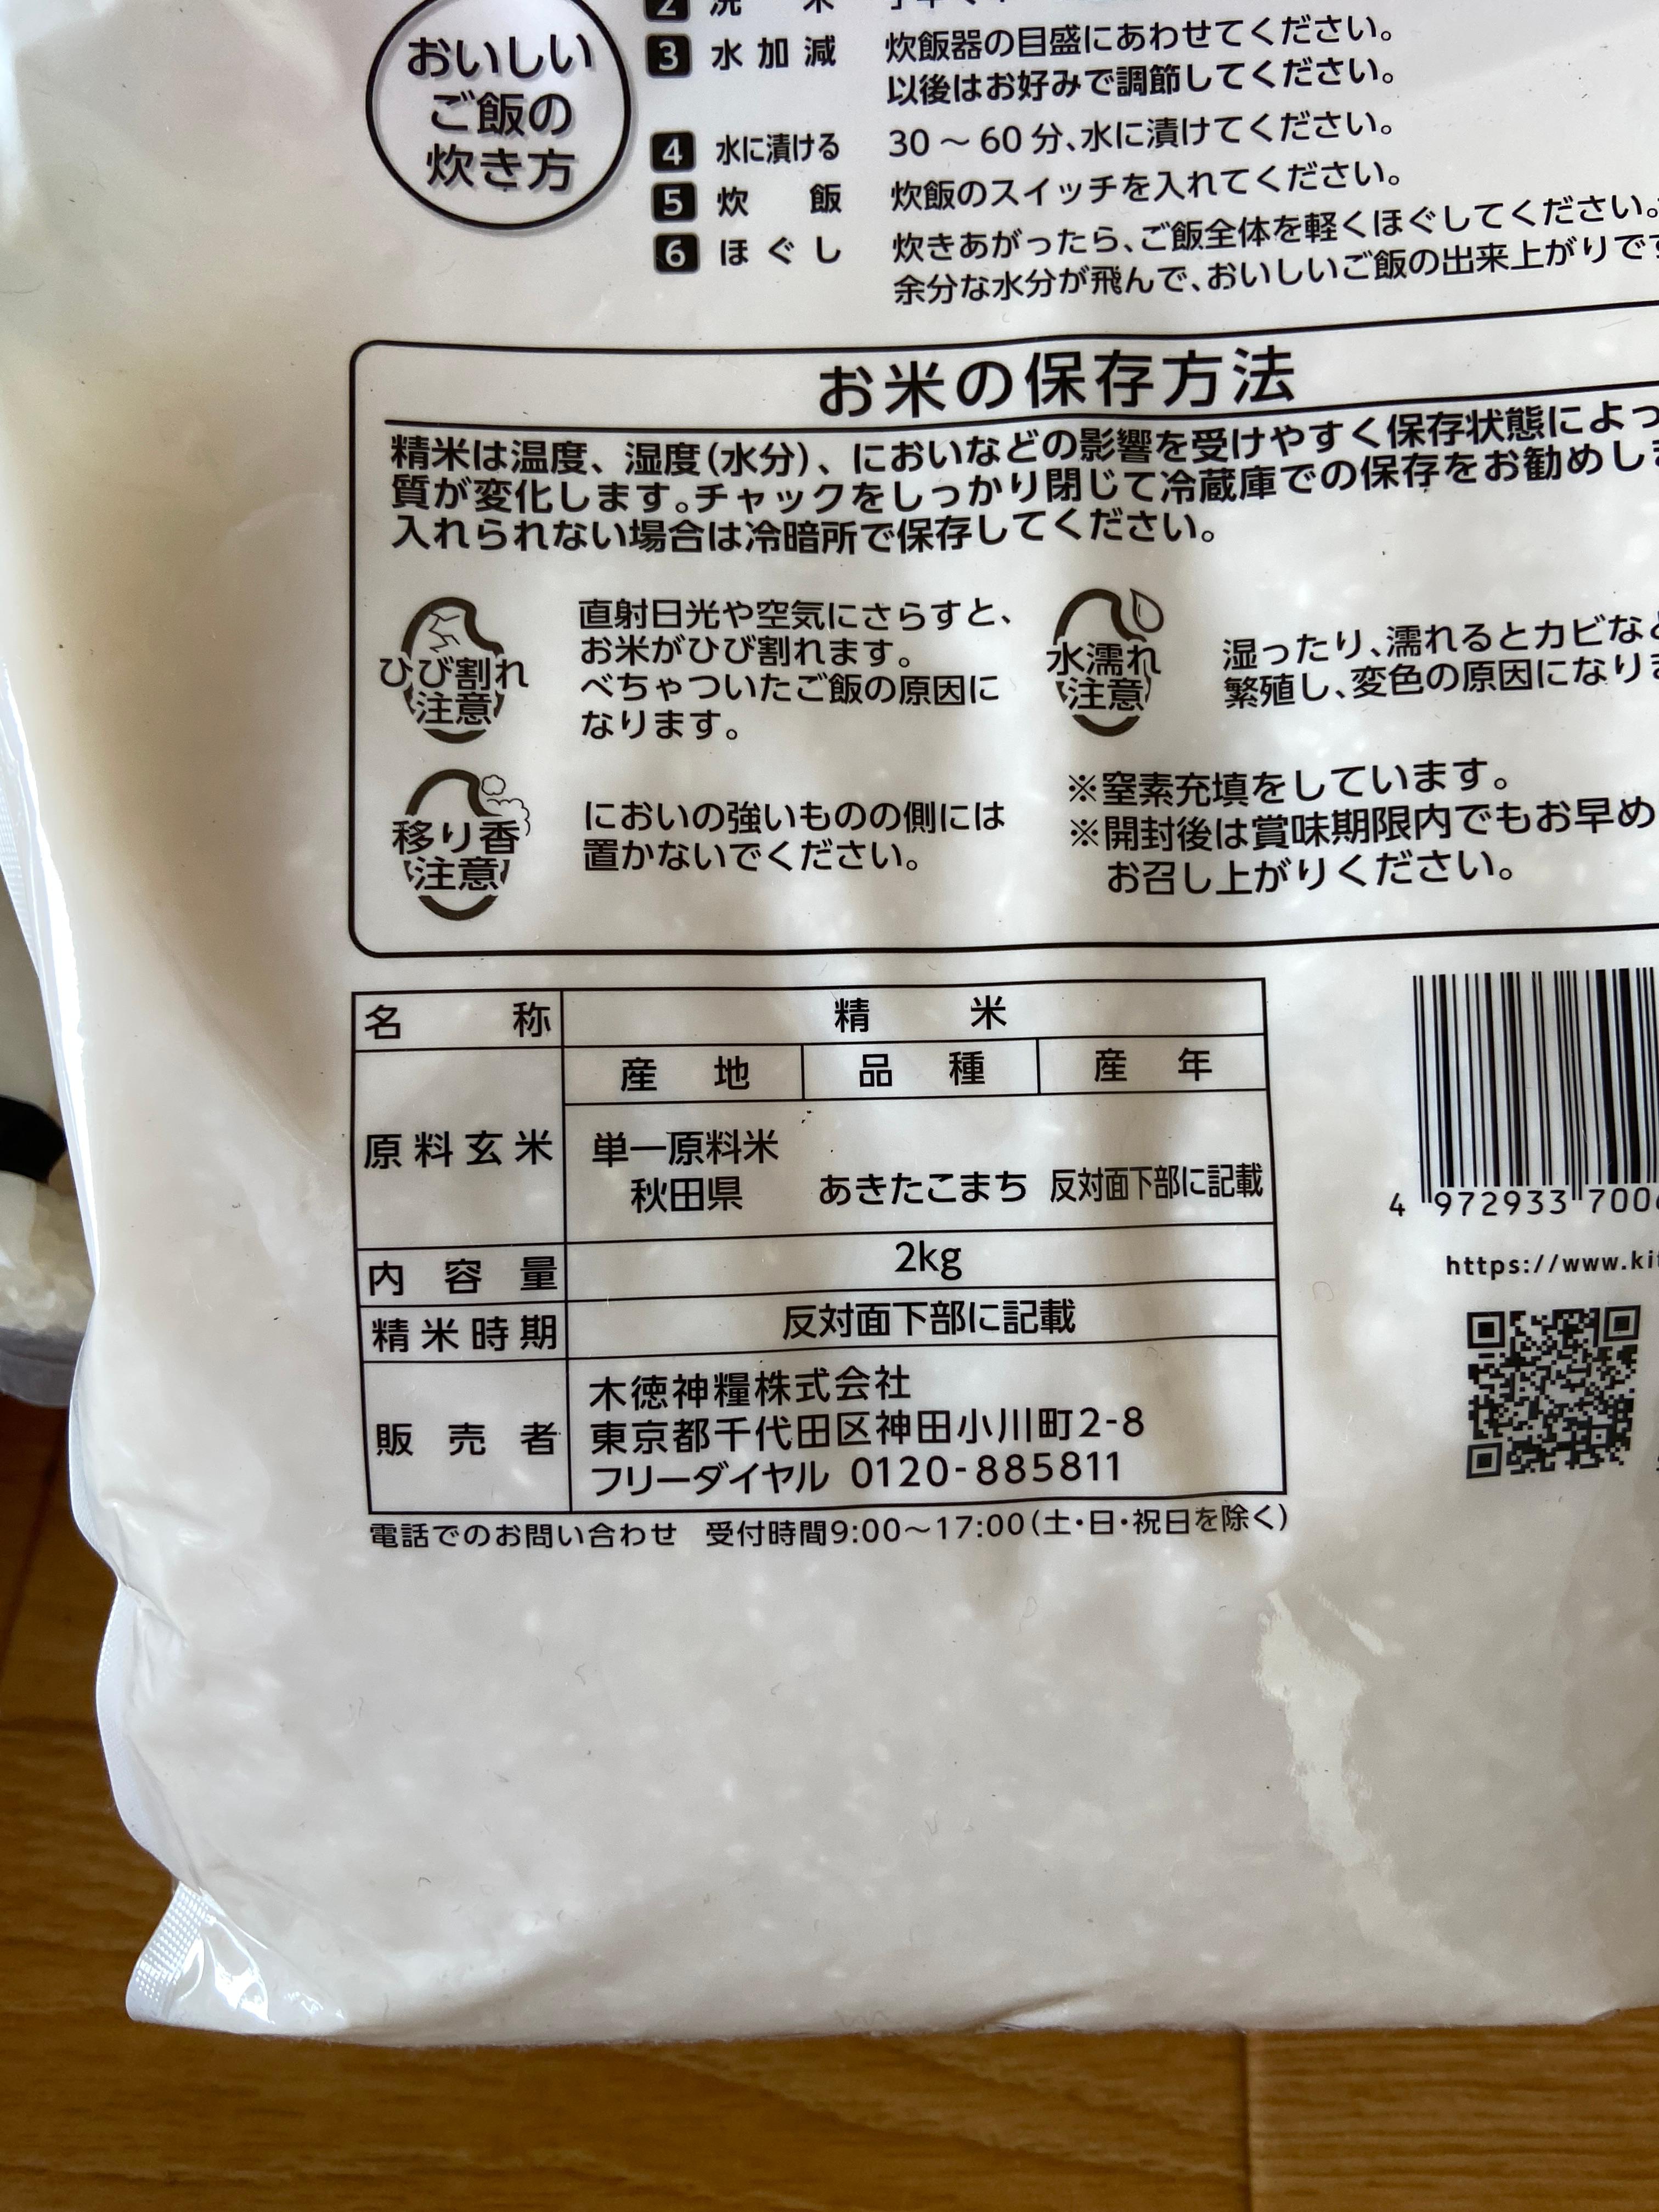 おいしい
ご飯の
炊き方
2 洗米
3 水加減 炊飯器の目盛にあわせてください。
以後はお好みで調節してください。
4 水に漬ける 30～60分、水に漬けてください。
5 炊飯 炊飯のスイッチを入れてください。
6 ほぐし 炊きあがったら、ご飯全体を軽くほぐしてください。
余分な水分が飛んで、おいしいご飯の出来上がりです
お米の保存方法
精米は温度、湿度(水分)、においなどの影響を受けやすく保存状態によっ
質が変化します。チャックをしっかり閉じて冷蔵庫での保存をお勧めしま
入れられない場合は冷暗所で保存してください。
ひび割れ
注意
直射日光や空気にさらすと、
お米がひび割れます。
べちゃついたご飯の原因に
なります。
水濡れ
注意
湿ったり、濡れるとカビなど
繁殖し、変色の原因になりま
移り香
注意
においの強いものの側には
置かないでください。
※窒素充填をしています。
※開封後は賞味期限内でもお早め
お召し上がりください。
名称 精米
原料玄米 産地 品種 産年
単一原料米
秋田県 あきたこまち 反対面下部に記載
内容量 2kg
精米時期 反対面下部に記載
販売者 木徳神糧株式会社
東京都千代田区神田小川町2-8
フリーダイヤル 0120-885811
電話でのお問い合わせ 受付時間9:00～17:00(土・日・祝日を除く)
4 972933 700
https://www.ki